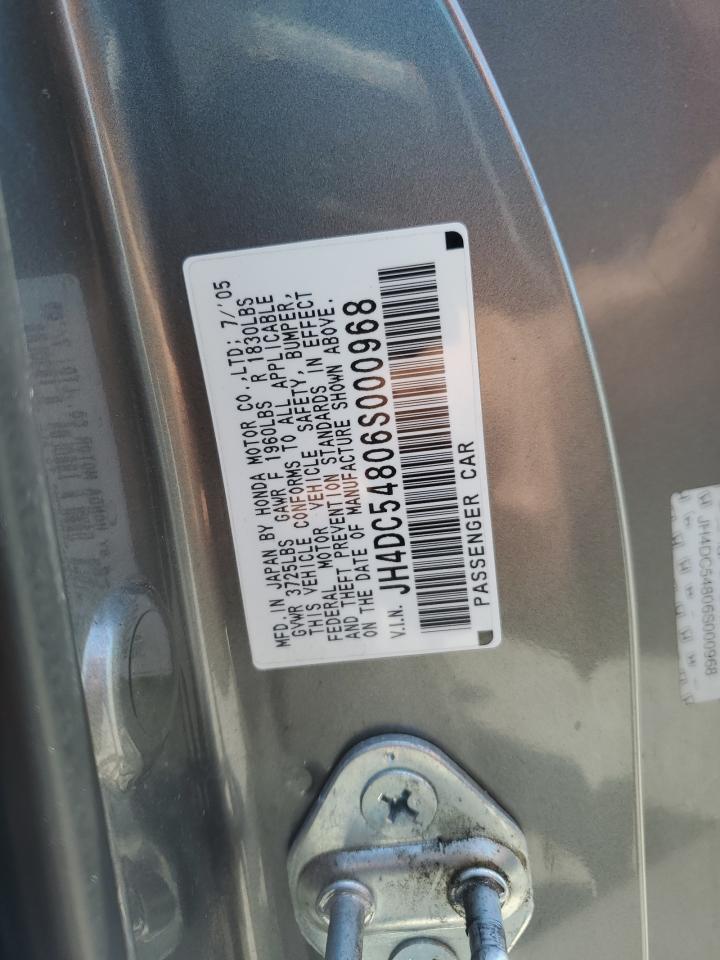 MFD. IN JAPAN BY HONDA MOTOR CO.,LTD; 7/'05
GVWR 3725LBS GAWR F 1960LBS R 1830LBS
THIS VEHICLE CONFORMS TO ALL APPLICABLE
FEDERAL MOTOR VEHICLE SAFETY, BUMPER,
AND THEFT PREVENTION STANDARDS IN EFFECT
ON THE DATE OF MANUFACTURE SHOWN ABOVE.
V.I.N. JH4DC54806S000968
PASSENGER CAR
JH4DC54806S000968